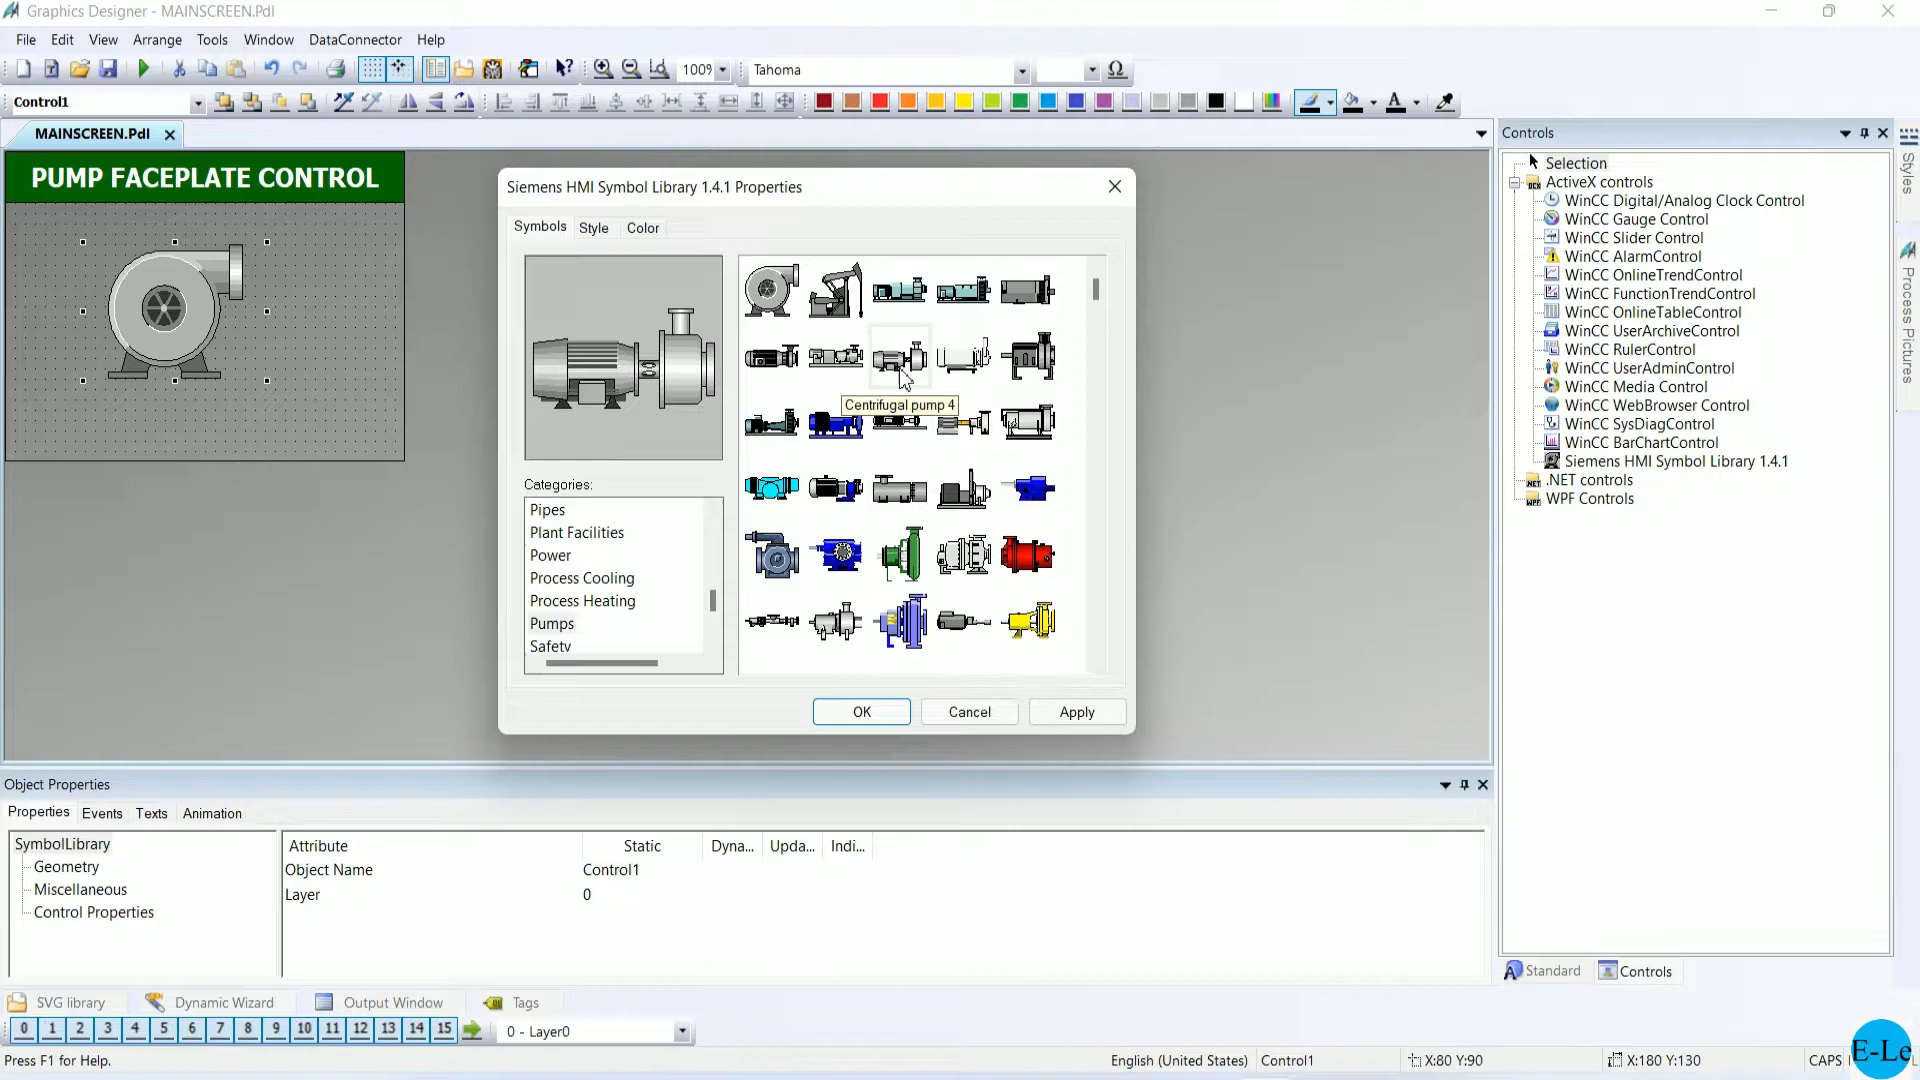 Graphics Designer - MAINSCREEN.Pdl
File Edit View Arrange Tools Window DataConnector Help
100% Tahoma
Control1
MAINSCREEN.Pdl
PUMP FACEPLATE CONTROL
Siemens HMI Symbol Library 1.4.1 Properties
Symbols Style Color
Centrifugal pump 4
Categories:
Pipes
Plant Facilities
Power
Process Cooling
Process Heating
Pumps
Safety
OK Cancel Apply
Controls
Selection
ActiveX controls
WinCC Digital/Analog Clock Control
WinCC Gauge Control
WinCC Slider Control
WinCC AlarmControl
WinCC OnlineTrendControl
WinCC FunctionTrendControl
WinCC OnlineTableControl
WinCC UserArchiveControl
WinCC RulerControl
WinCC UserAdminControl
WinCC Media Control
WinCC WebBrowser Control
WinCC SysDiagControl
WinCC BarChartControl
Siemens HMI Symbol Library 1.4.1
.NET controls
WPF Controls
Standard Controls
Styles
Process Pictures
Object Properties
Properties Events Texts Animation
SymbolLibrary
Geometry
Miscellaneous
Control Properties
Attribute Static Dyna... Upda... Indi...
Object Name Control1
Layer 0
SVG library Dynamic Wizard Output Window Tags
0 1 2 3 4 5 6 7 8 9 10 11 12 13 14 15 0 - Layer0
Press F1 for Help. English (United States) Control1 X:80 Y:90 X:180 Y:130 CAPS
E-Le